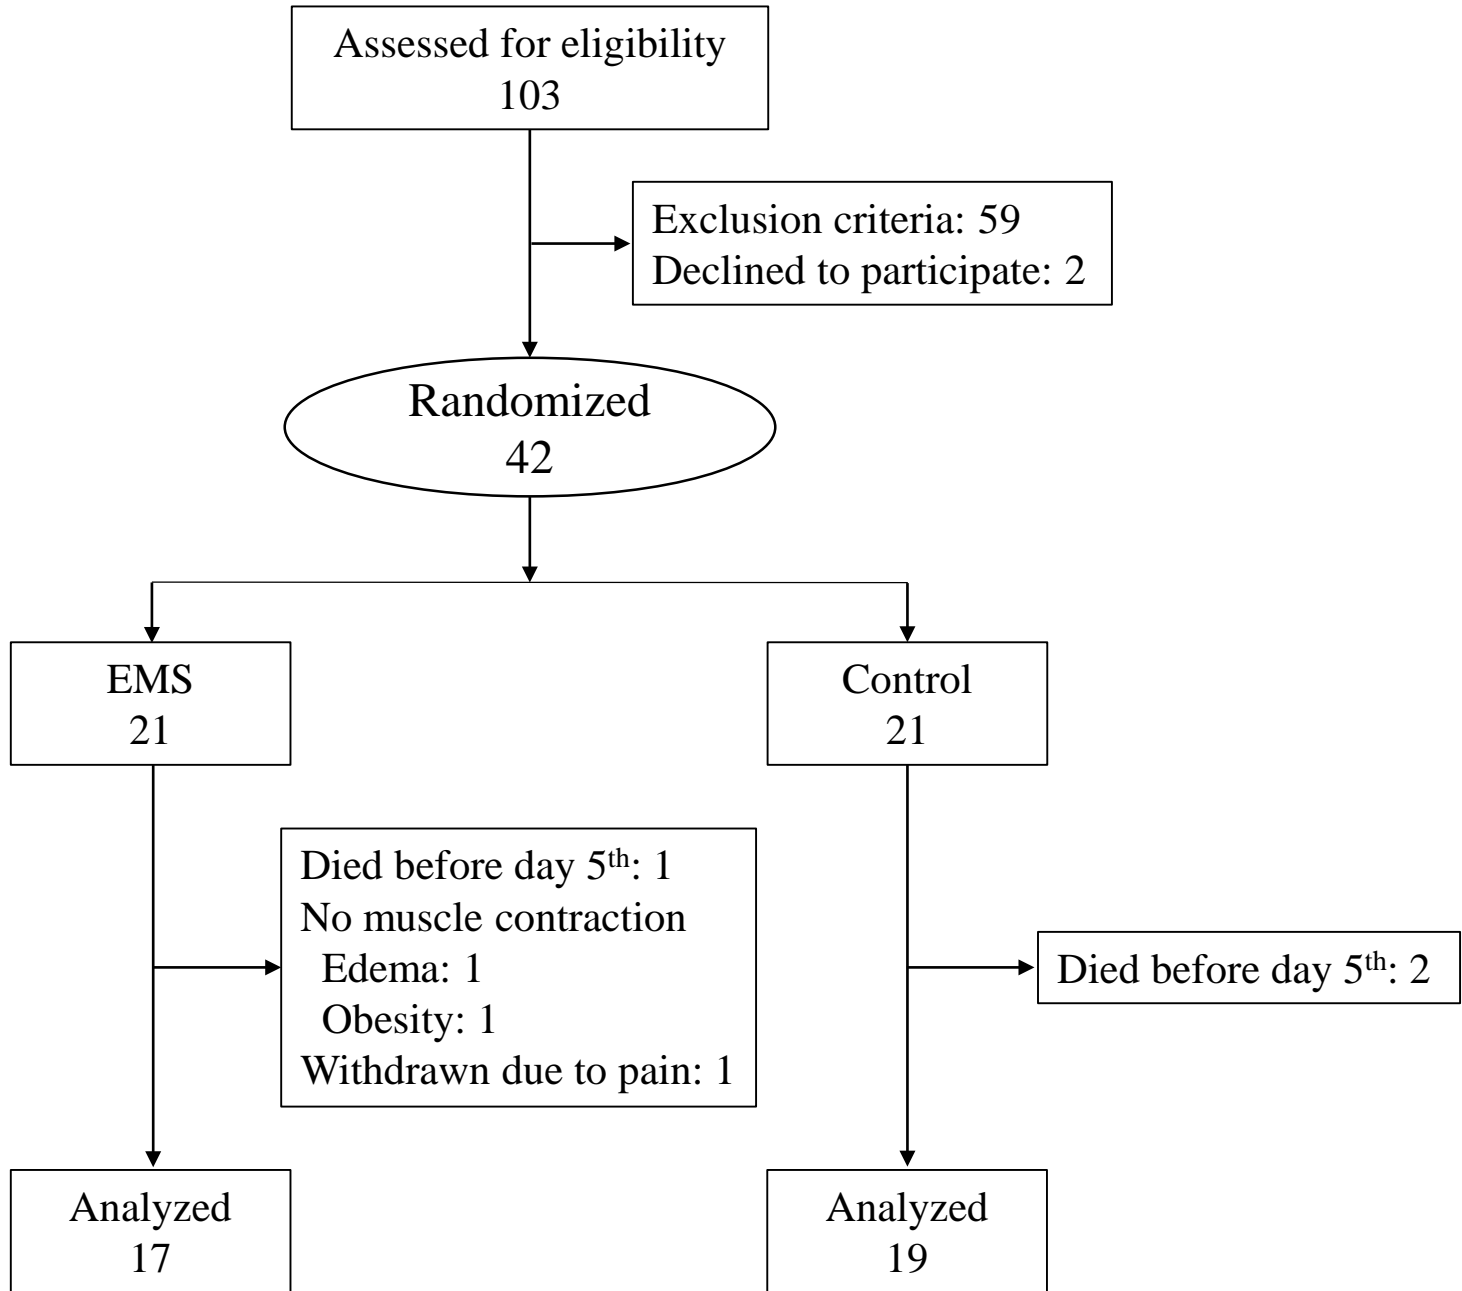 Assessed for eligibility
103
Exclusion criteria: 59
Declined to participate: 2
Randomized
42
EMS
21
Control
21
Died before day 5th: 1
No muscle contraction
Edema: 1
Obesity: 1
Withdrawn due to pain: 1
Died before day 5th: 2
Analyzed
17
Analyzed
19